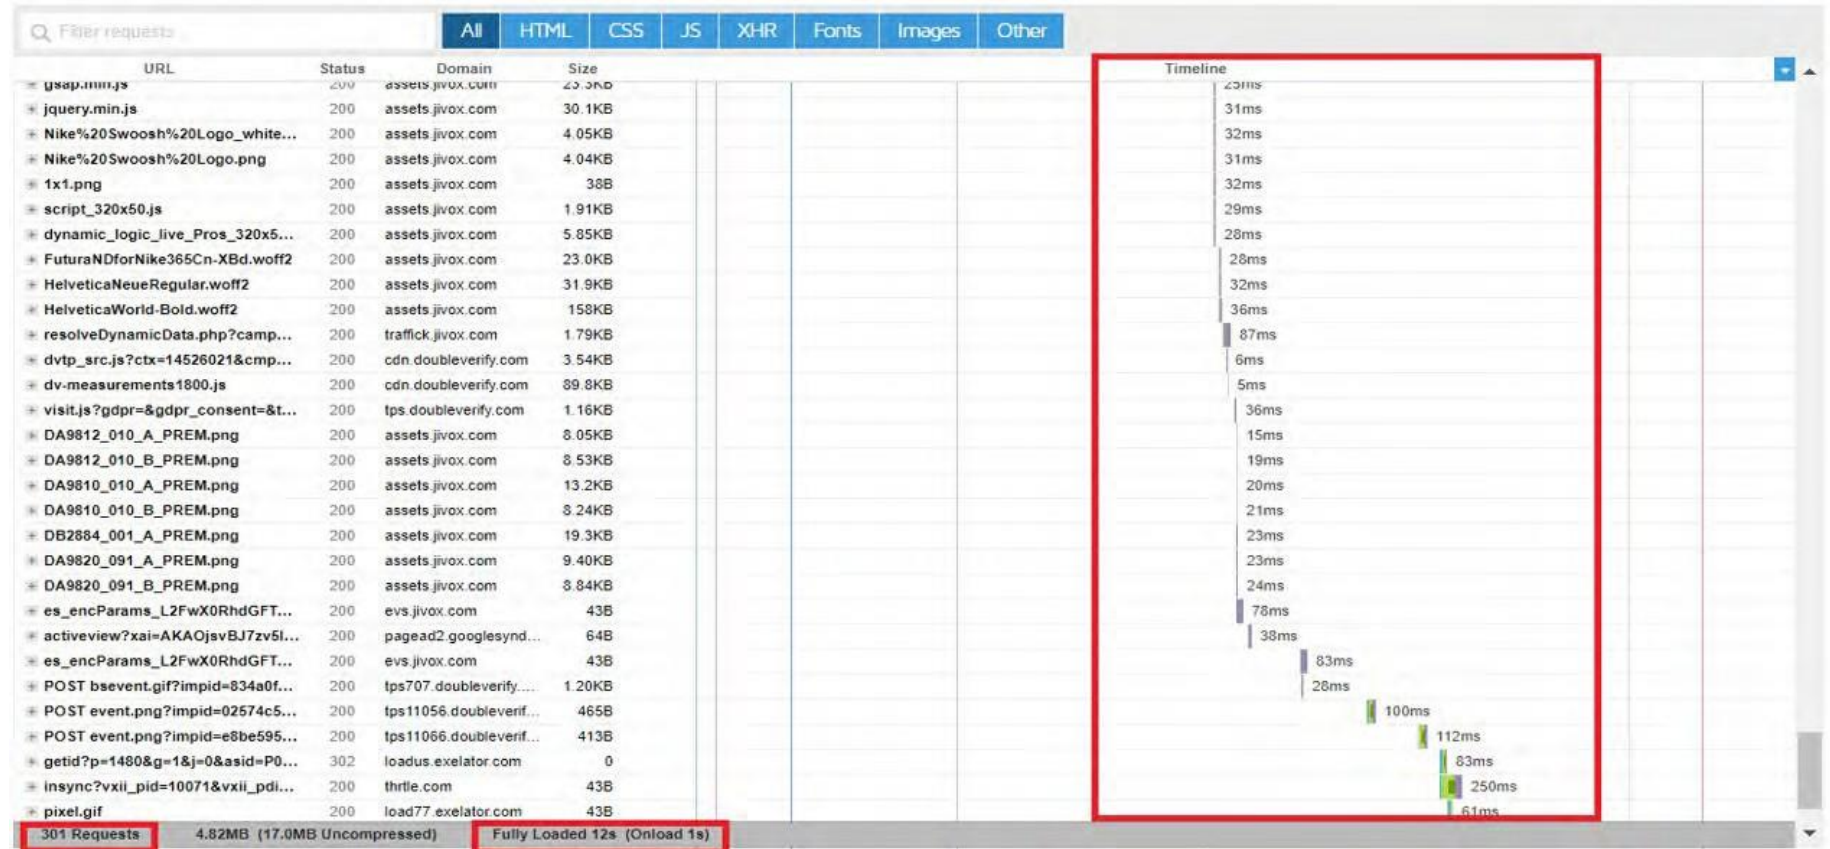 Filter requests All HTML CSS JS XHR Fonts Images Other
URL Status Domain Size Timeline
gsap.min.js 200 assets.jivox.com 23.3KB 25ms
jquery.min.js 200 assets.jivox.com 30.1KB 31ms
Nike%20Swoosh%20Logo_white... 200 assets.jivox.com 4.05KB 32ms
Nike%20Swoosh%20Logo.png 200 assets.jivox.com 4.04KB 31ms
1x1.png 200 assets.jivox.com 38B 32ms
script_320x50.js 200 assets.jivox.com 1.91KB 29ms
dynamic_logic_live_Pros_320x5... 200 assets.jivox.com 5.85KB 28ms
FuturaNDforNike365Cn-XBd.woff2 200 assets.jivox.com 23.0KB 28ms
HelveticaNeueRegular.woff2 200 assets.jivox.com 31.9KB 32ms
HelveticaWorld-Bold.woff2 200 assets.jivox.com 158KB 36ms
resolveDynamicData.php?camp... 200 traffick.jivox.com 1.79KB 87ms
dvtp_src.js?ctx=14526021&cmp... 200 cdn.doubleverify.com 3.54KB 6ms
dv-measurements1800.js 200 cdn.doubleverify.com 89.8KB 5ms
visit.js?gdpr=&gdpr_consent=&t... 200 tps.doubleverify.com 1.16KB 36ms
DA9812_010_A_PREM.png 200 assets.jivox.com 8.05KB 15ms
DA9812_010_B_PREM.png 200 assets.jivox.com 8.53KB 19ms
DA9810_010_A_PREM.png 200 assets.jivox.com 13.2KB 20ms
DA9810_010_B_PREM.png 200 assets.jivox.com 8.24KB 21ms
DB2884_001_A_PREM.png 200 assets.jivox.com 19.3KB 23ms
DA9820_091_A_PREM.png 200 assets.jivox.com 9.40KB 23ms
DA9820_091_B_PREM.png 200 assets.jivox.com 8.84KB 24ms
es_encParams_L2FwX0RhdGFT... 200 evs.jivox.com 43B 78ms
activeview?xai=AKAOjsvBJ7zv5l... 200 pagead2.googlesynd... 64B 38ms
es_encParams_L2FwX0RhdGFT... 200 evs.jivox.com 43B 83ms
POST bsevent.gif?impid=834a0f... 200 tps707.doubleverify.... 1.20KB 28ms
POST event.png?impid=02574c5... 200 tps11056.doubleverif... 465B 100ms
POST event.png?impid=e8be595... 200 tps11066.doubleverif... 413B 112ms
getid?p=1480&g=1&j=0&asid=P0... 302 loadus.exelator.com 0 83ms
insync?vxii_pid=10071&vxii_pdi... 200 thrtle.com 43B 250ms
pixel.gif 200 load77.exelator.com 43B 61ms
301 Requests 4.82MB (17.0MB Uncompressed) Fully Loaded 12s (Onload 1s)